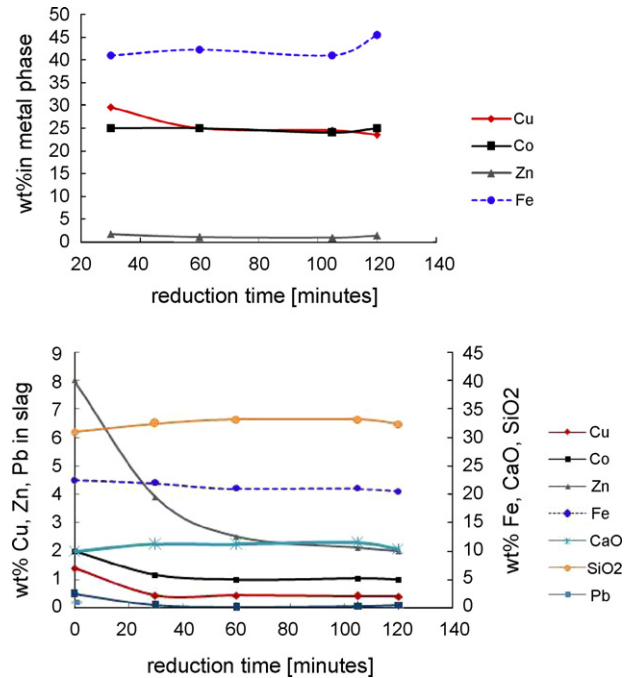 wt%in metal phase
50
45
40
35
30
25
20
15
10
5
0
20 40 60 80 100 120 140
reduction time [minutes]
Cu
Co
Zn
Fe
wt% Cu, Zn, Pb in slag
9
8
7
6
5
4
3
2
1
0
45
40
35
30
25
20
15
10
5
0
wt% Fe, CaO, SiO2
0 20 40 60 80 100 120 140
reduction time [minutes]
Cu
Co
Zn
Fe
CaO
SiO2
Pb